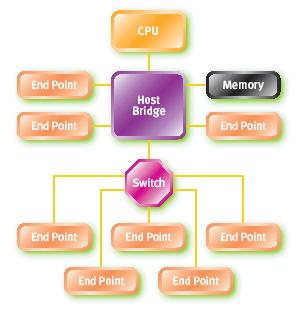 CPU
End Point
Host
Bridge
Memory
End Point
End Point
Switch
End Point
End Point
End Point
End Point
End Point